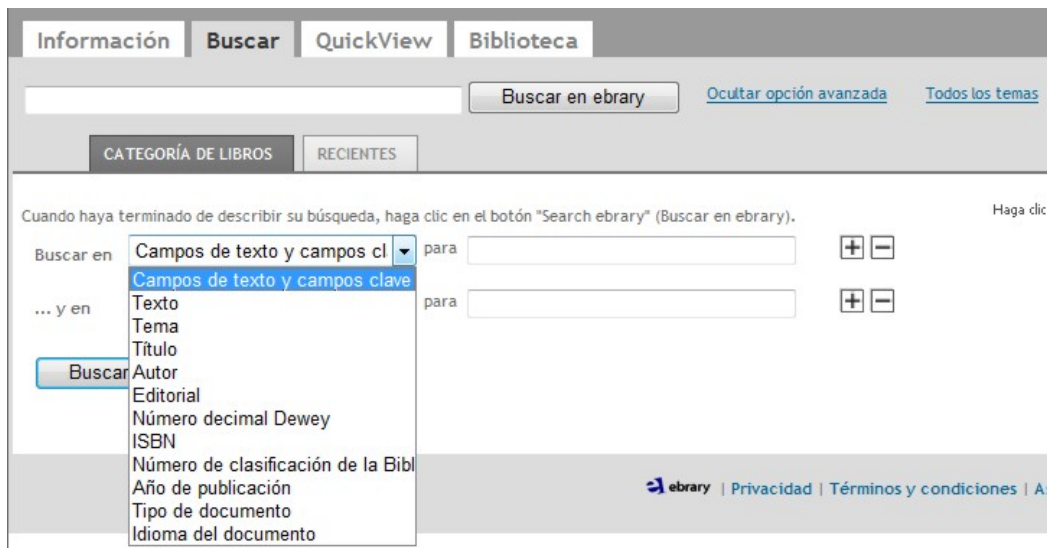 Información Buscar QuickView Biblioteca
Buscar en ebrary Ocultar opción avanzada Todos los temas
CATEGORÍA DE LIBROS RECIENTES
Cuando haya terminado de describir su búsqueda, haga clic en el botón "Search ebrary" (Buscar en ebrary). Haga clic
Buscar en Campos de texto y campos cl para
Campos de texto y campos clave
... y en para
Texto
Tema
Título
Buscar Autor
Editorial
Número decimal Dewey
ISBN
Número de clasificación de la Bibl
Año de publicación
ebrary | Privacidad | Términos y condiciones | A
Tipo de documento
Idioma del documento